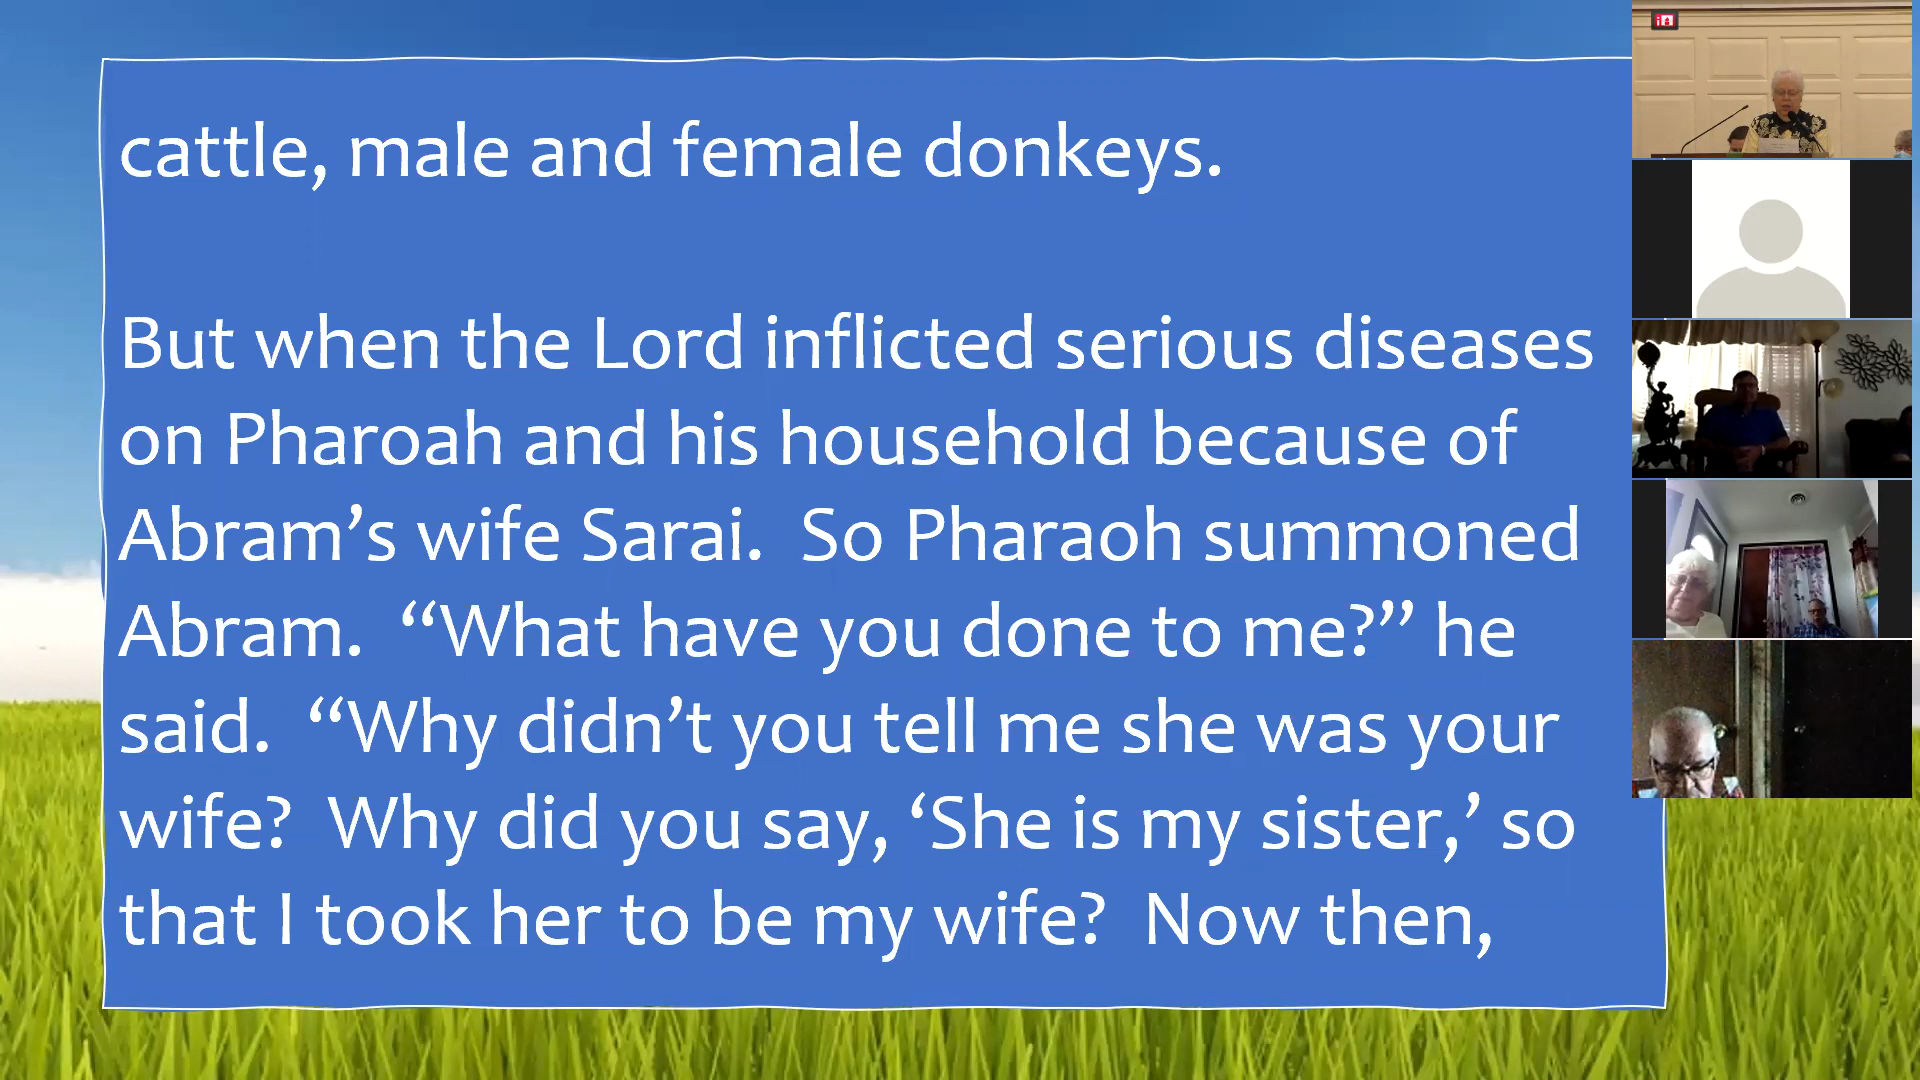 cattle, male and female donkeys.
But when the Lord inflicted serious diseases
on Pharoah and his household because of
Abram’s wife Sarai.  So Pharaoh summoned
Abram.  “What have you done to me?” he
said.  “Why didn’t you tell me she was your
wife?  Why did you say, ‘She is my sister,’ so
that I took her to be my wife?  Now then,